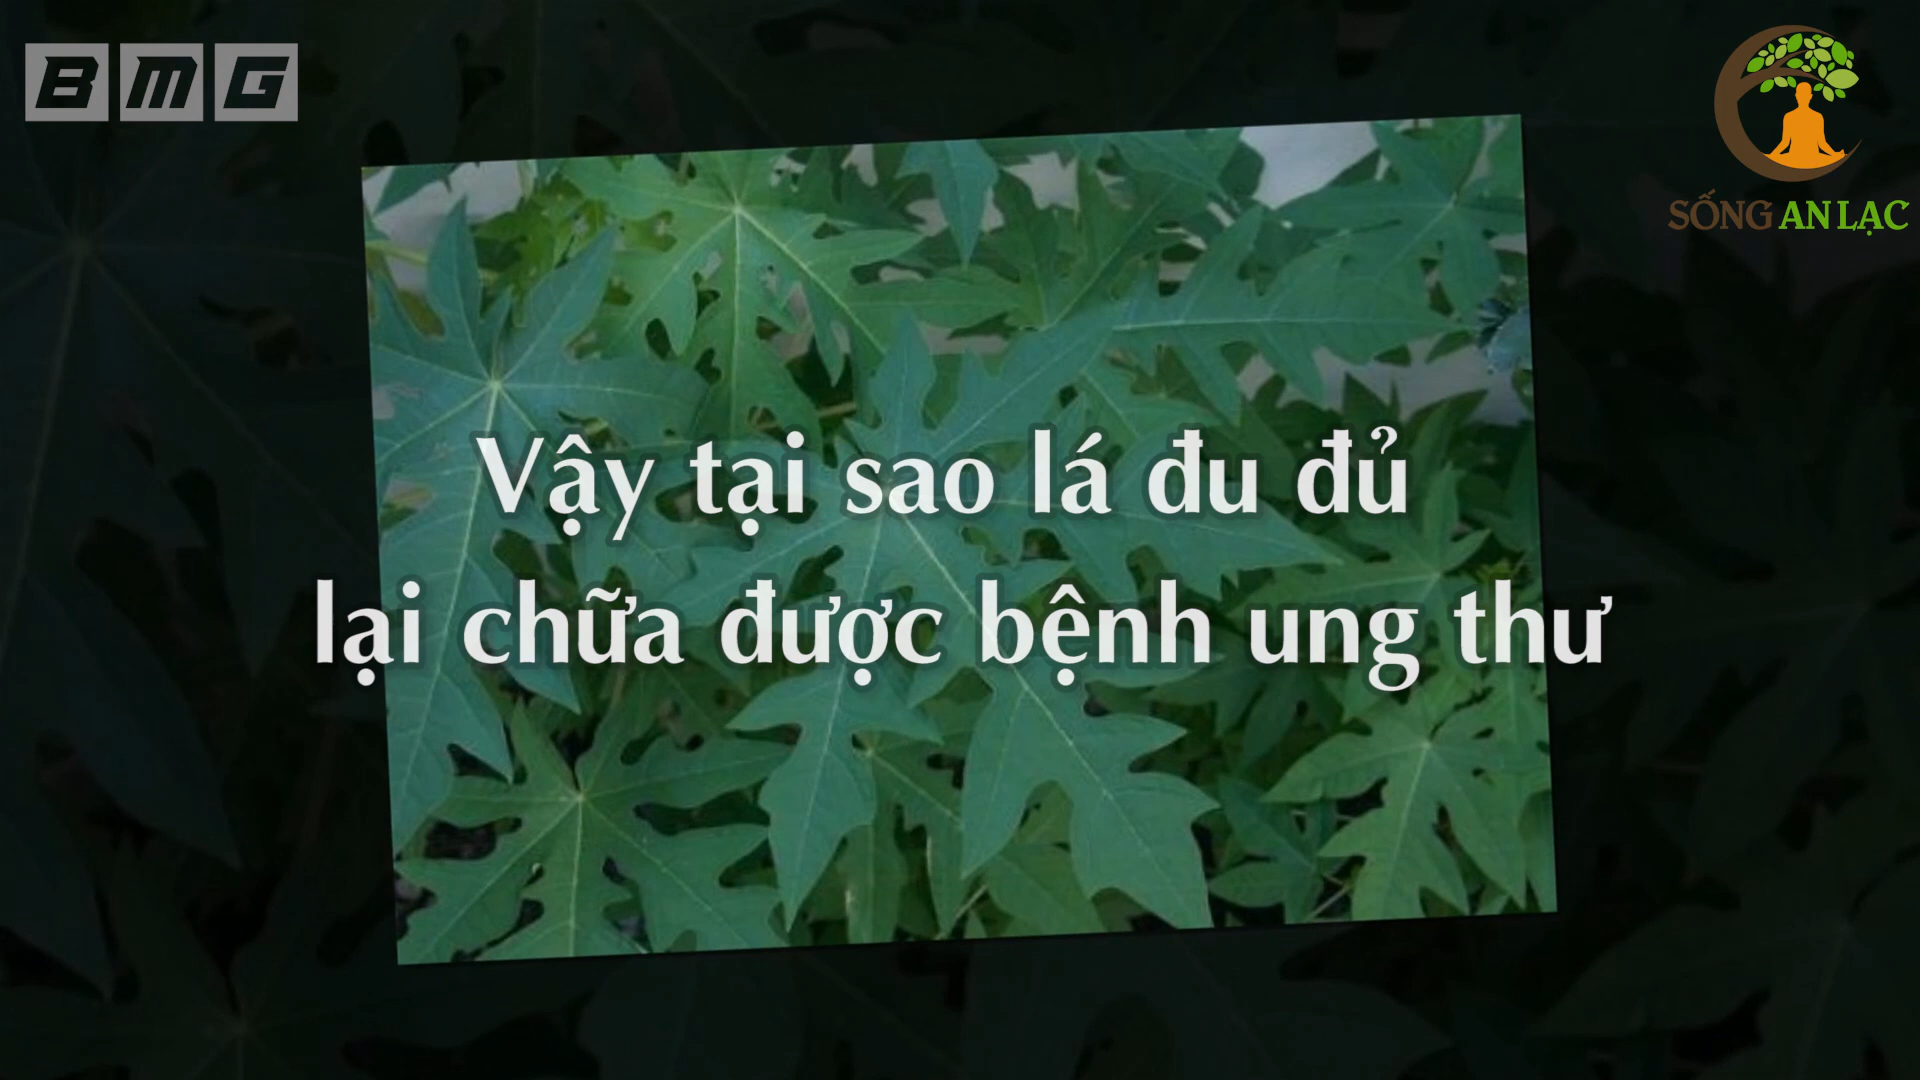 BMG
SỐNG AN LẠC
Vậy tại sao lá đu đủ
lại chữa được bệnh ung thư